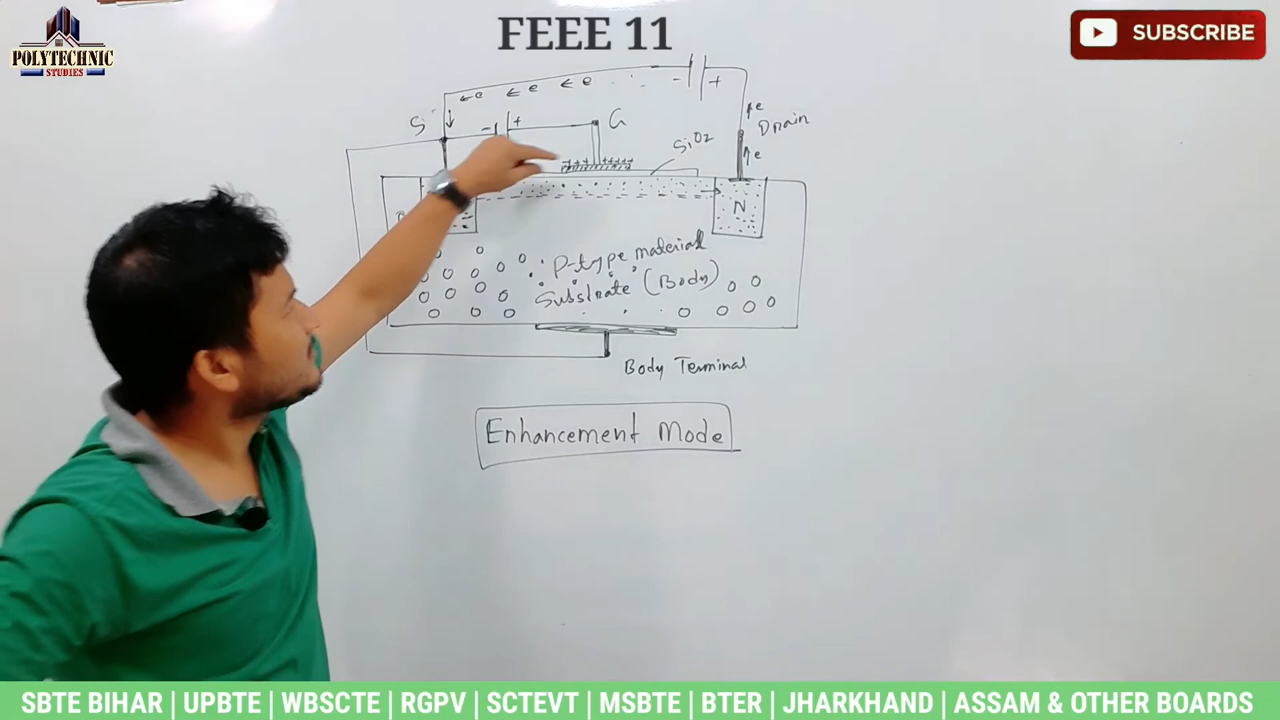 POLYTECHNIC
STUDIES
FEEE 11
SUBSCRIBE
e e e - +
S - + G
e
Drain
e
SiO2
+++ +++++
N
P-type material
Substrate (Body)
Body Terminal
Enhancement Mode
SBTE BIHAR | UPBTE | WBSCTE | RGPV | SCTEVT | MSBTE | BTER | JHARKHAND | ASSAM & OTHER BOARDS